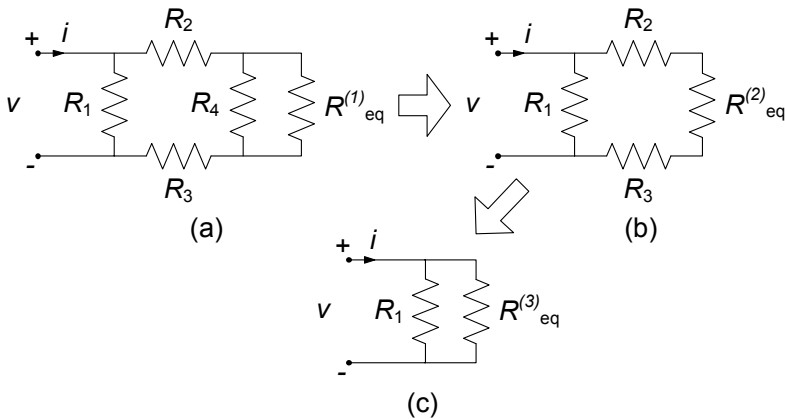 + i R2 + i R2
v R1 R4 R(1)eq v R1 R(2)eq
- R3 - R3
(a) (b)
+ i
v R1 R(3)eq
-
(c)